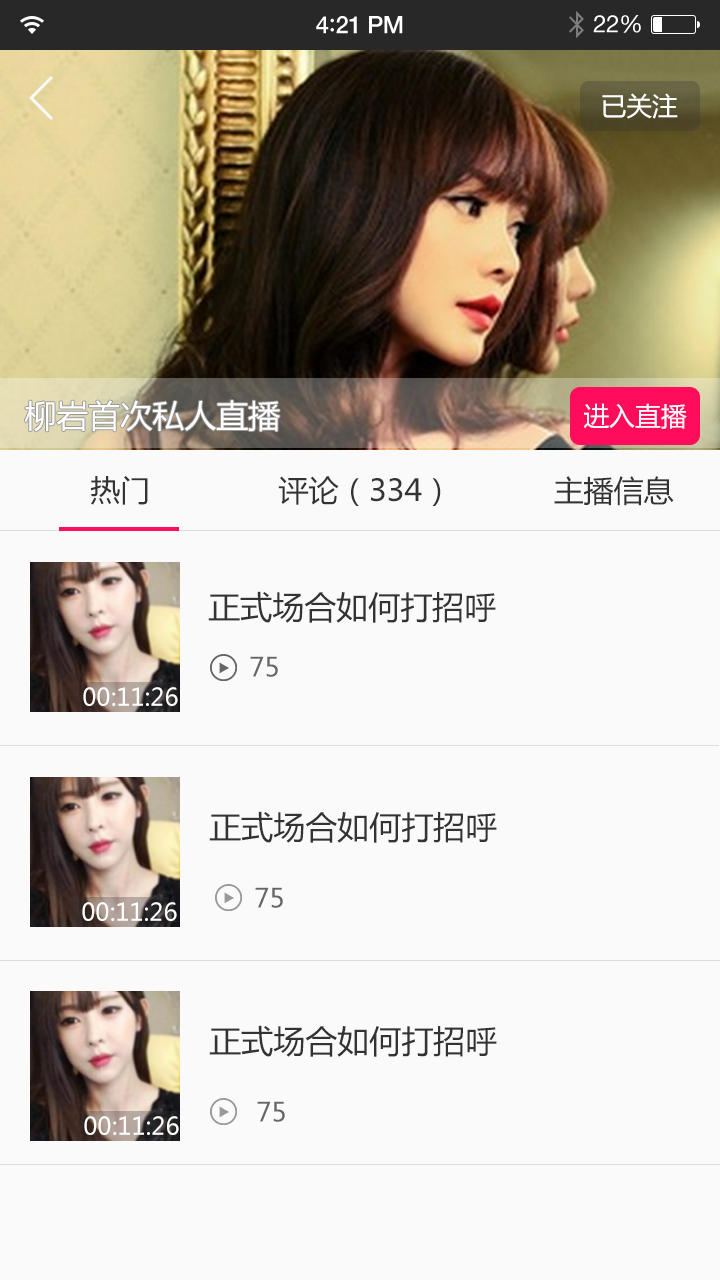 4:21 PM 22%
已关注
柳岩首次私人直播
进入直播
热门 评论（334） 主播信息
正式场合如何打招呼
75
00:11:26
正式场合如何打招呼
75
00:11:26
正式场合如何打招呼
75
00:11:26